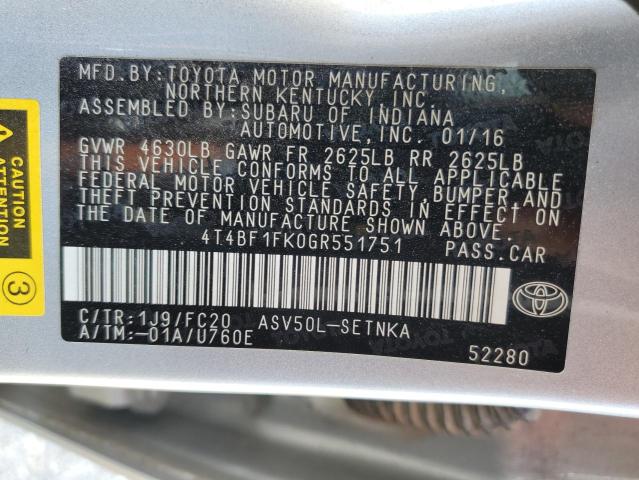 MFD.BY:TOYOTA MOTOR MANUFACTURING,
NORTHERN KENTUCKY, INC.
ASSEMBLED BY:SUBARU OF INDIANA
AUTOMOTIVE,INC. 01/16
GVWR 4630LB GAWR FR 2625LB RR 2625LB
THIS VEHICLE CONFORMS TO ALL APPLICABLE
FEDERAL MOTOR VEHICLE SAFETY, BUMPER, AND
THEFT PREVENTION STANDARDS IN EFFECT ON
THE DATE OF MANUFACTURE SHOWN ABOVE.
4T4BF1FK0GR551751 PASS.CAR
C/TR:1J9/FC20 ASV50L-SETNKA
A/TM:-01A/U760E 52280
CAUTION
3